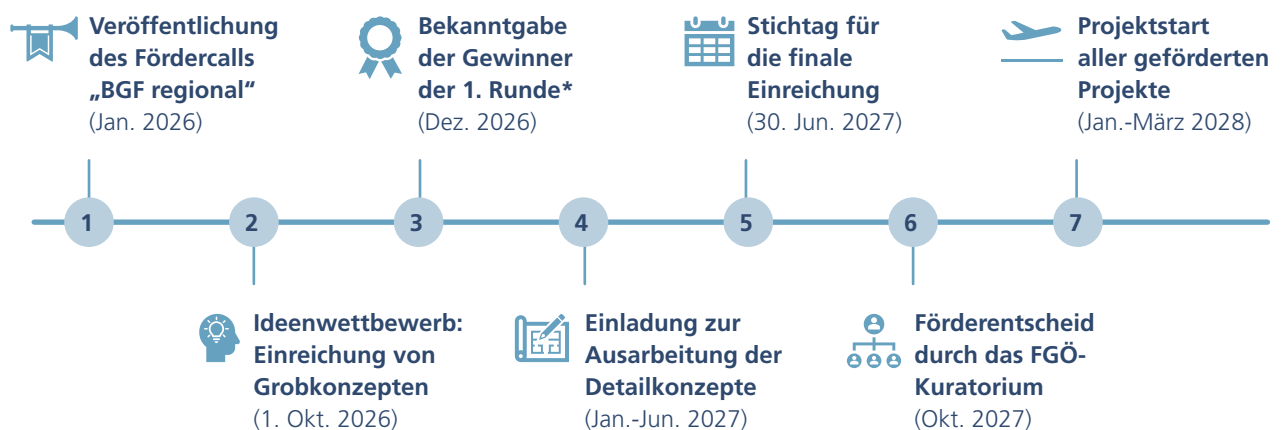 Veröffentlichung
des Fördercalls
„BGF regional“
(Jan. 2026)
Bekanntgabe
der Gewinner
der 1. Runde*
(Dez. 2026)
Stichtag für
die finale
Einreichung
(30. Jun. 2027)
Projektstart
aller geförderten
Projekte
(Jan.-März 2028)
1
2
3
4
5
6
7
Ideenwettbewerb:
Einreichung von
Grobkonzepten
(1. Okt. 2026)
Einladung zur
Ausarbeitung der
Detailkonzepte
(Jan.-Jun. 2027)
Förderentscheid
durch das FGÖ-
Kuratorium
(Okt. 2027)